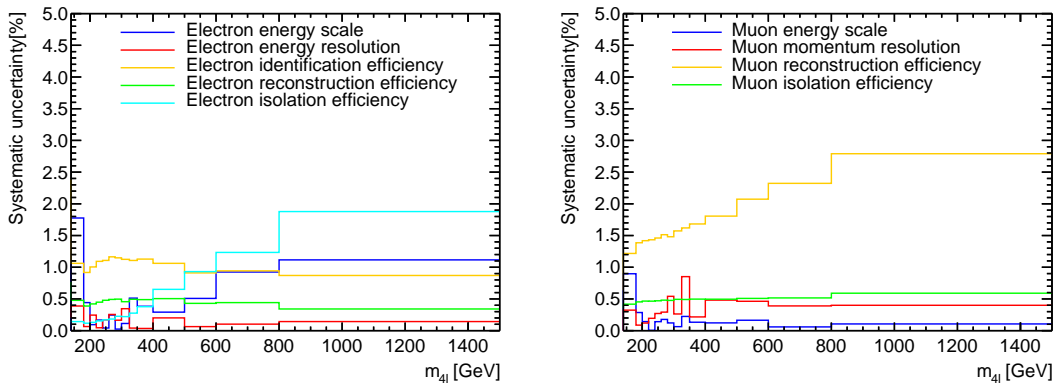 Systematic uncertainty[%]
5.0
4.5
4.0
3.5
3.0
2.5
2.0
1.5
1.0
0.5
0.0
Electron energy scale
Electron energy resolution
Electron identification efficiency
Electron reconstruction efficiency
Electron isolation efficiency
200 400 600 800 1000 1200 1400
m4l [GeV]
Systematic uncertainty[%]
5.0
4.5
4.0
3.5
3.0
2.5
2.0
1.5
1.0
0.5
0.0
Muon energy scale
Muon momentum resolution
Muon reconstruction efficiency
Muon isolation efficiency
200 400 600 800 1000 1200 1400
m4l [GeV]